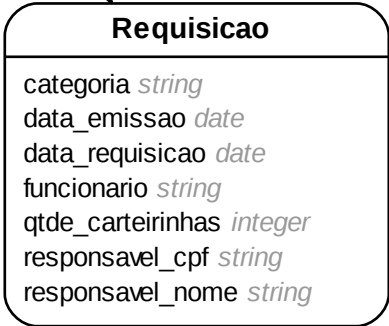 Requisicao
categoria string
data_emissao date
data_requisicao date
funcionario string
qtde_carteirinhas integer
responsavel_cpf string
responsavel_nome string